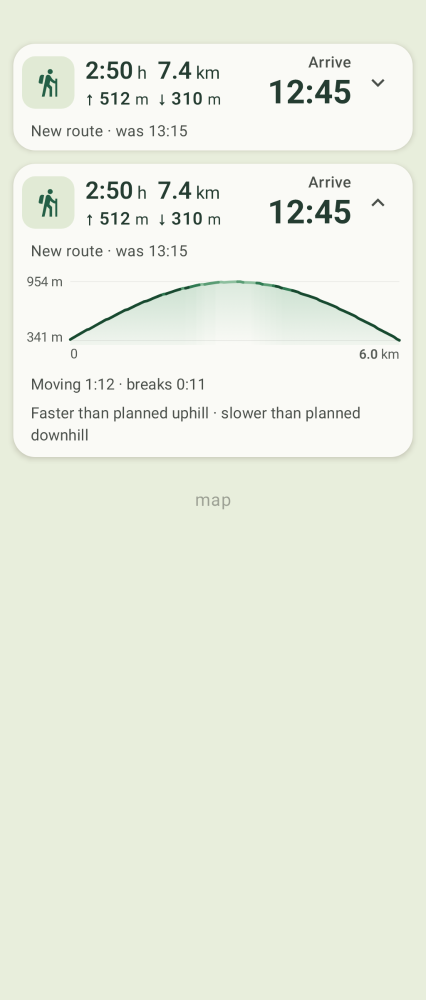 Arrive
2:50 h 7.4 km
12:45
↑ 512 m ↓ 310 m
New route · was 13:15
Arrive
2:50 h 7.4 km
12:45
↑ 512 m ↓ 310 m
New route · was 13:15
954 m
341 m
0 6.0 km
Moving 1:12 · breaks 0:11
Faster than planned uphill · slower than planned
downhill
map